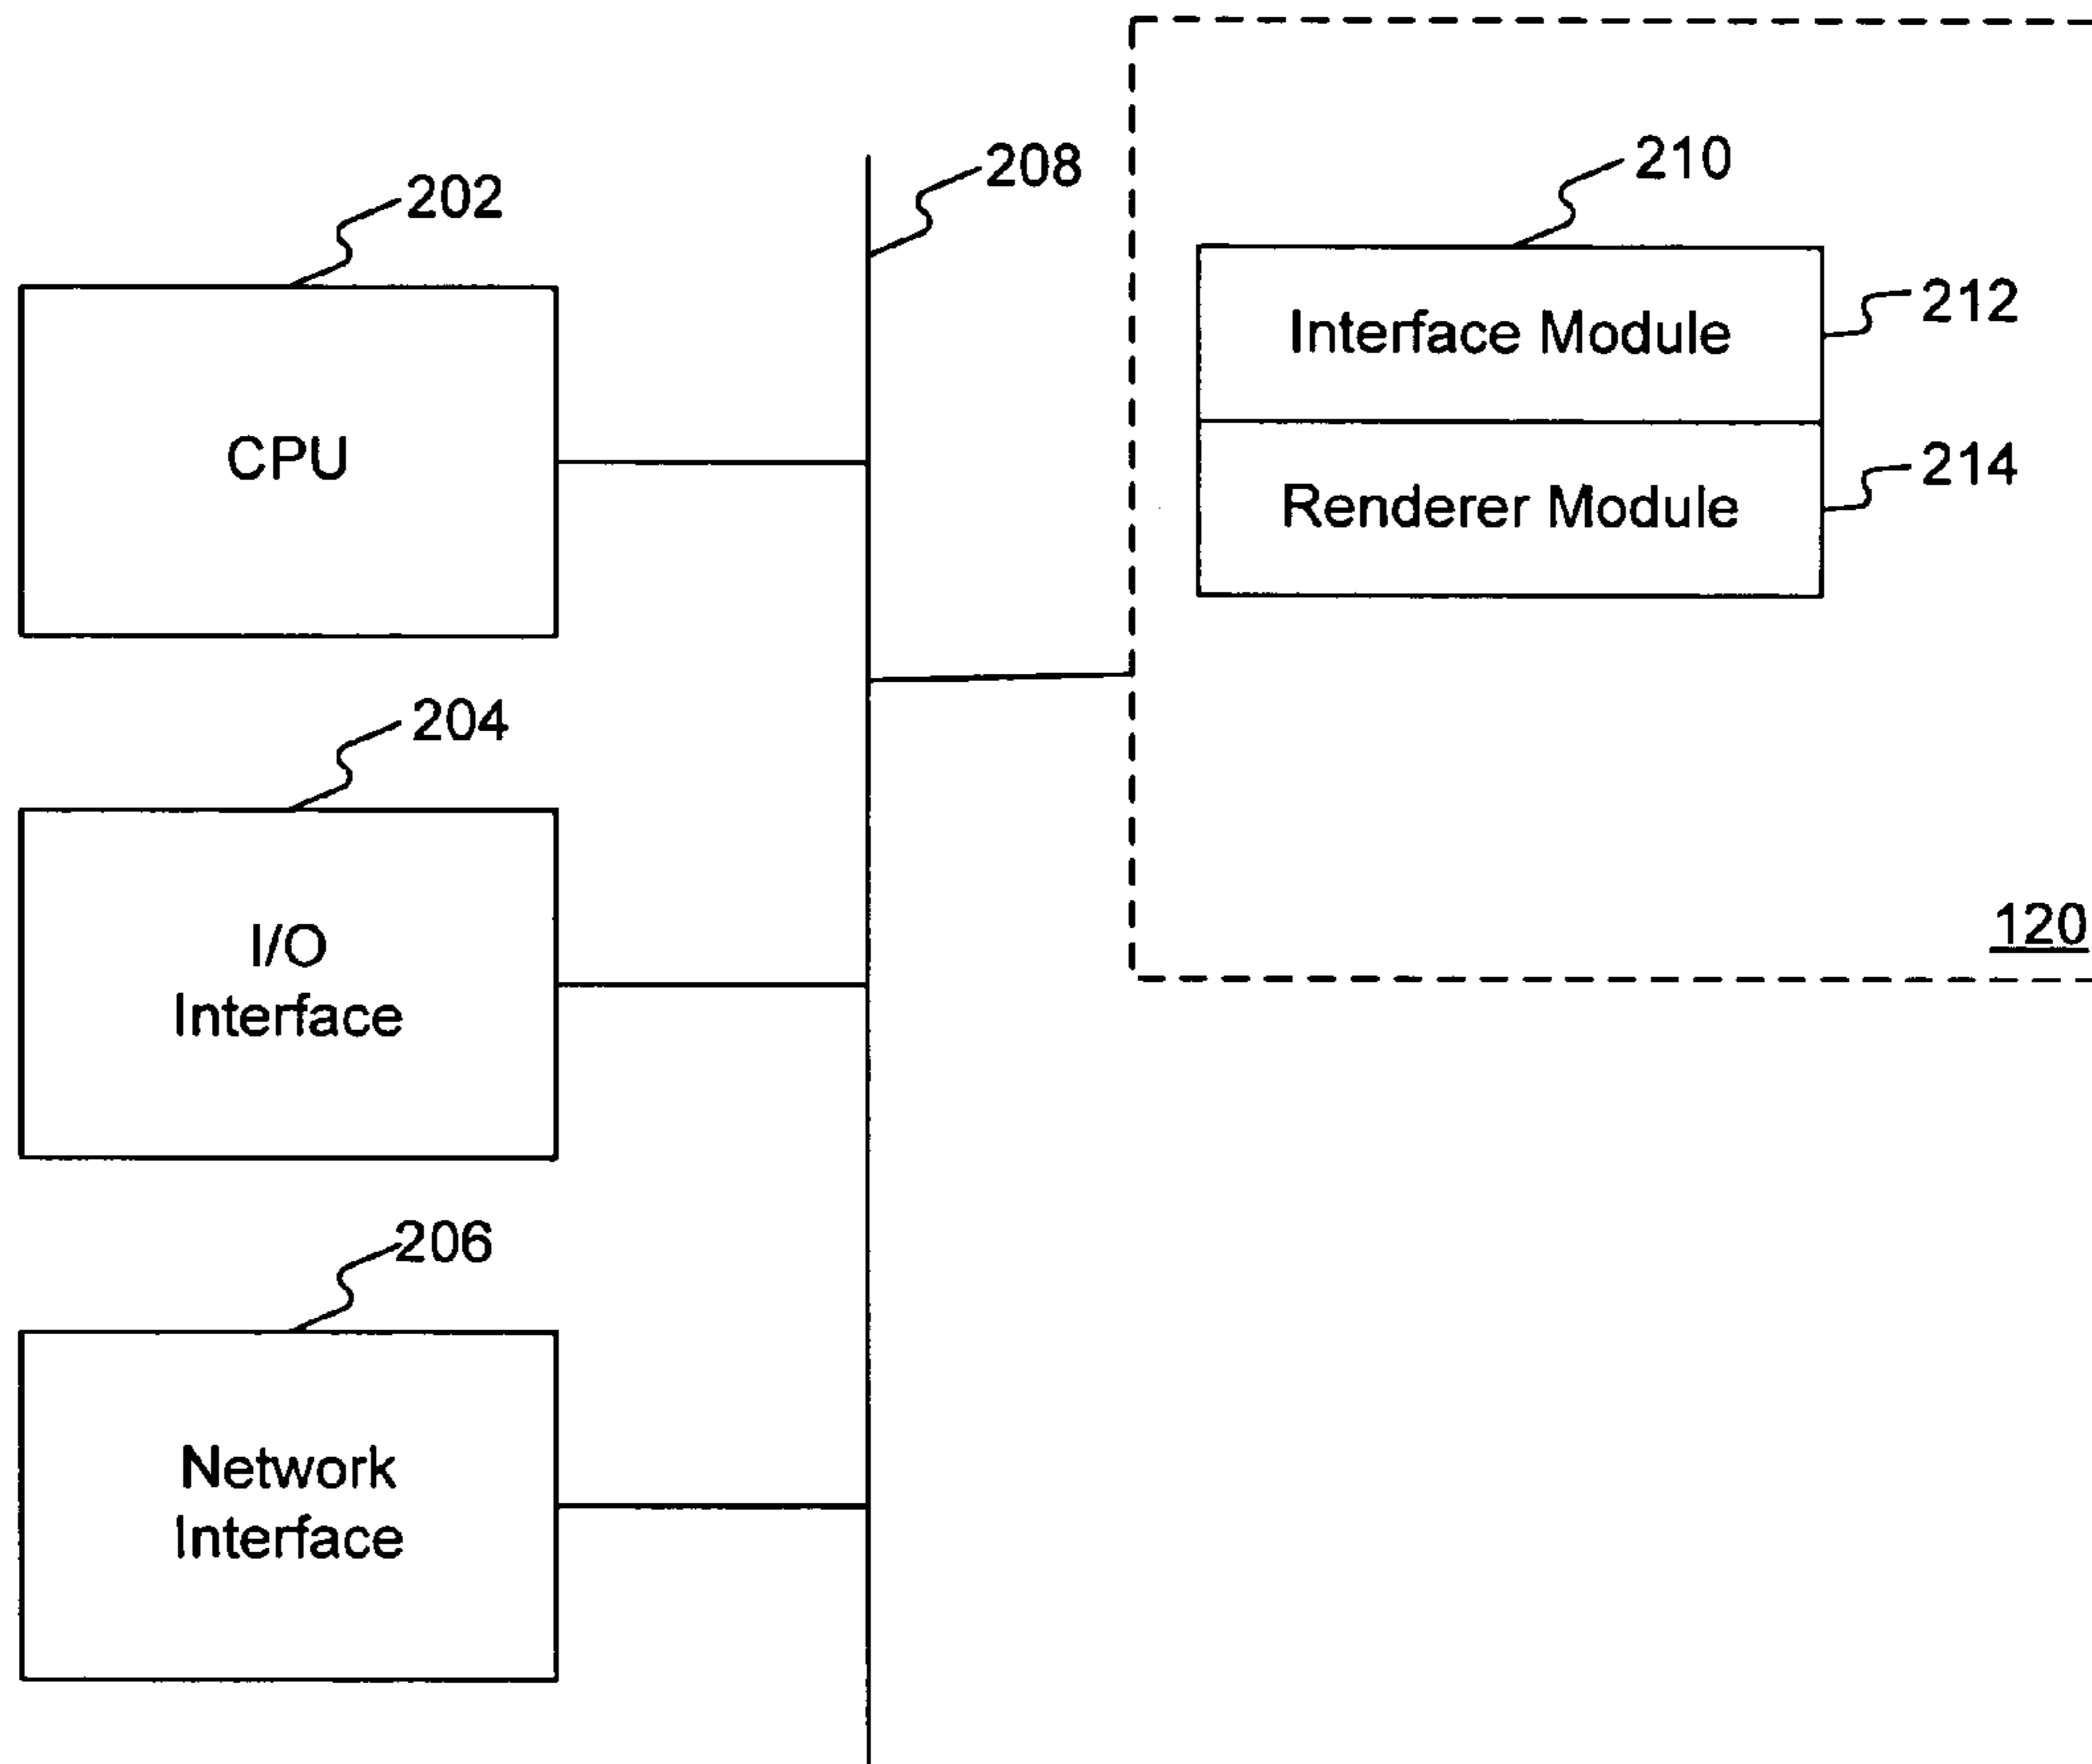 202
CPU
204
I/O
Interface
206
Network
Interface
208
210
Interface Module
212
Renderer Module
214
120